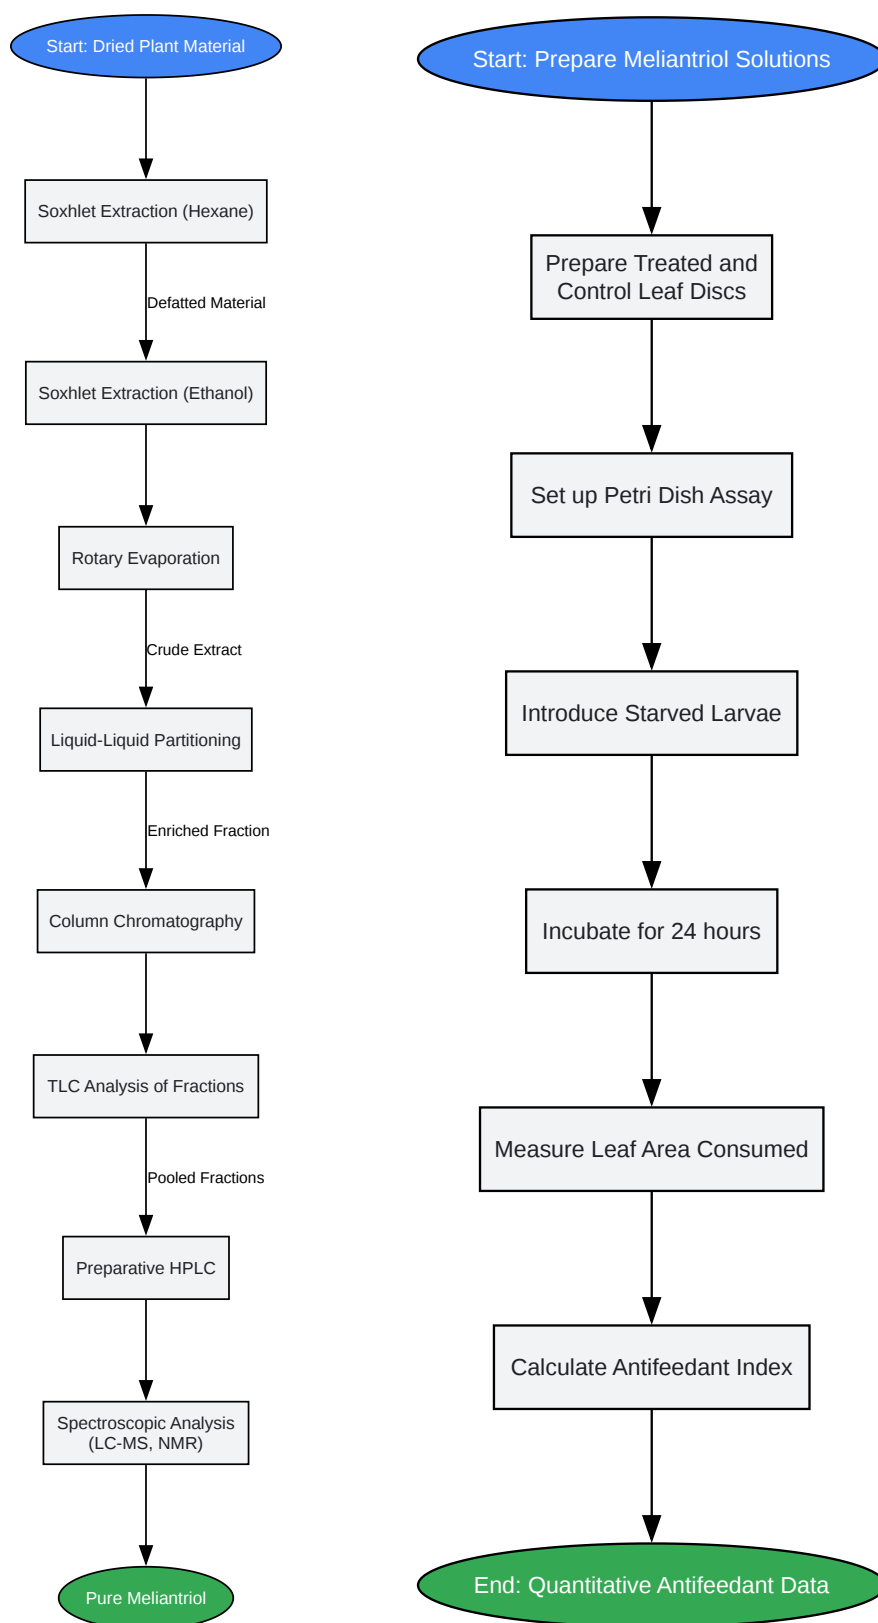 Start: Dried Plant Material
Soxhlet Extraction (Hexane)
Defatted Material
Soxhlet Extraction (Ethanol)
Rotary Evaporation
Crude Extract
Liquid-Liquid Partitioning
Enriched Fraction
Column Chromatography
TLC Analysis of Fractions
Pooled Fractions
Preparative HPLC
Spectroscopic Analysis
(LC-MS, NMR)
Pure Meliantriol
Start: Prepare Meliantriol Solutions
Prepare Treated and
Control Leaf Discs
Set up Petri Dish Assay
Introduce Starved Larvae
Incubate for 24 hours
Measure Leaf Area Consumed
Calculate Antifeedant Index
End: Quantitative Antifeedant Data